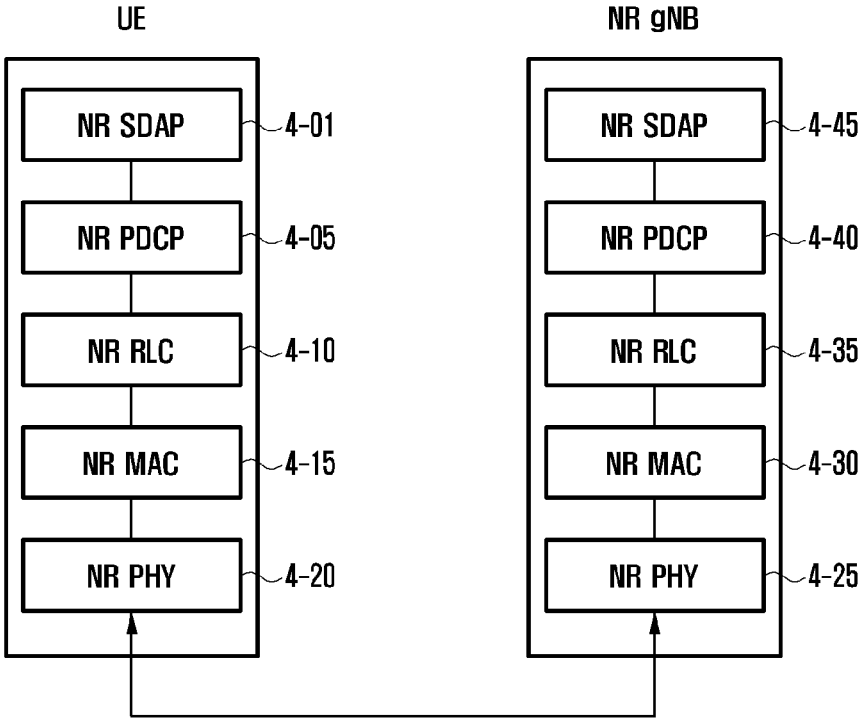 UE
NR gNB
NR SDAP 4-01
NR SDAP 4-45
NR PDCP 4-05
NR PDCP 4-40
NR RLC 4-10
NR RLC 4-35
NR MAC 4-15
NR MAC 4-30
NR PHY 4-20
NR PHY 4-25